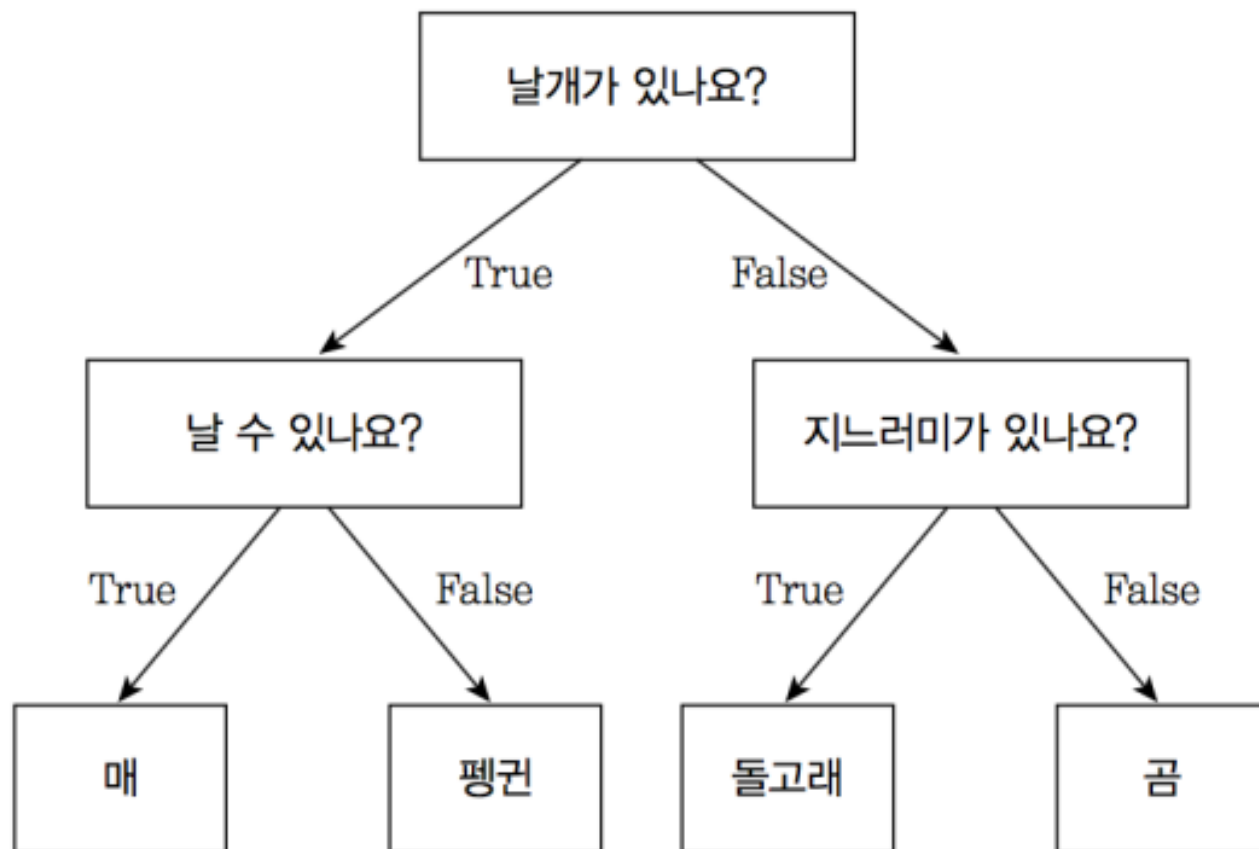 날개가 있나요?
True
False
날 수 있나요?
지느러미가 있나요?
True
False
True
False
매
펭귄
돌고래
곰